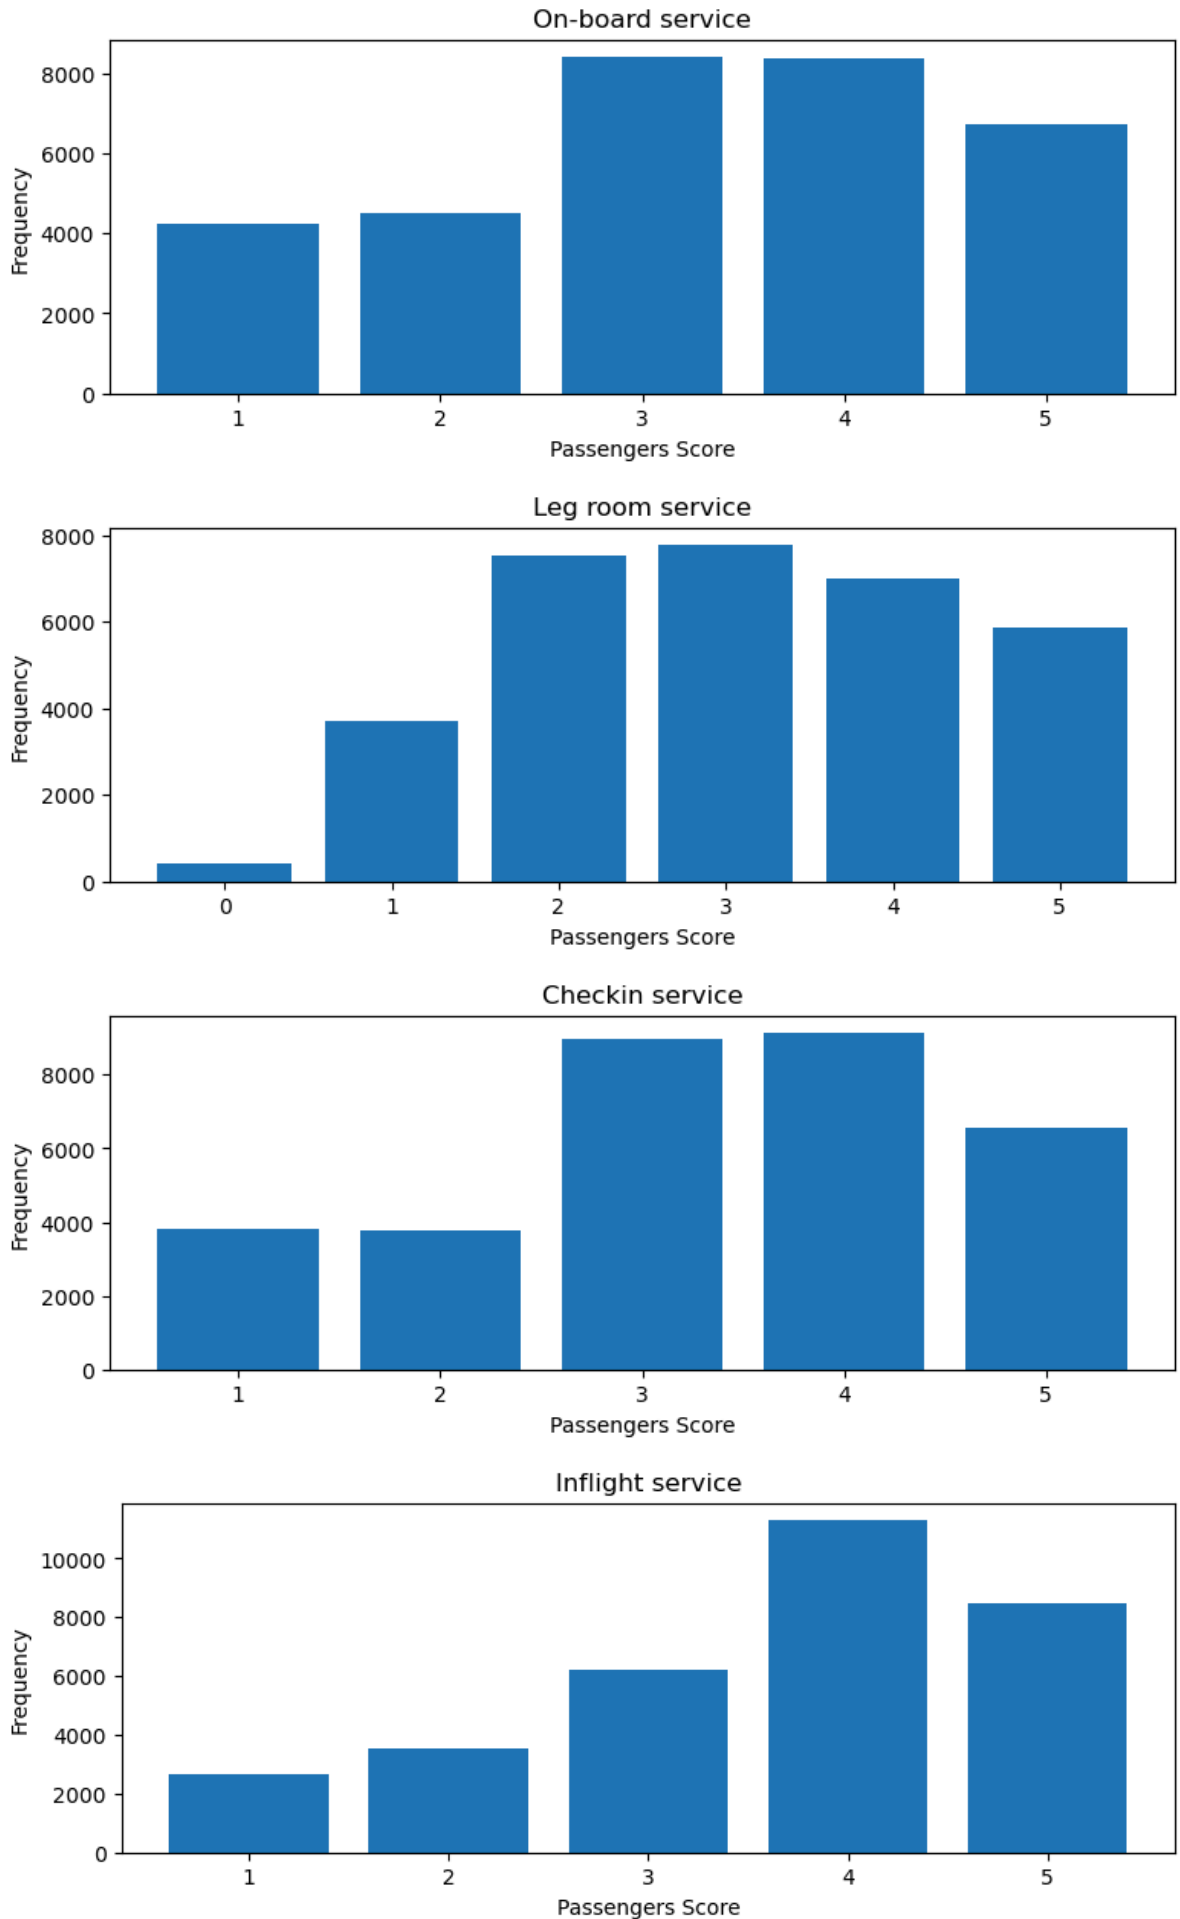 On-board service
8000
6000
4000
2000
0
Frequency
1 2 3 4 5
Passengers Score
Leg room service
8000
6000
4000
2000
0
Frequency
0 1 2 3 4 5
Passengers Score
Checkin service
8000
6000
4000
2000
0
Frequency
1 2 3 4 5
Passengers Score
Inflight service
10000
8000
6000
4000
2000
0
Frequency
1 2 3 4 5
Passengers Score